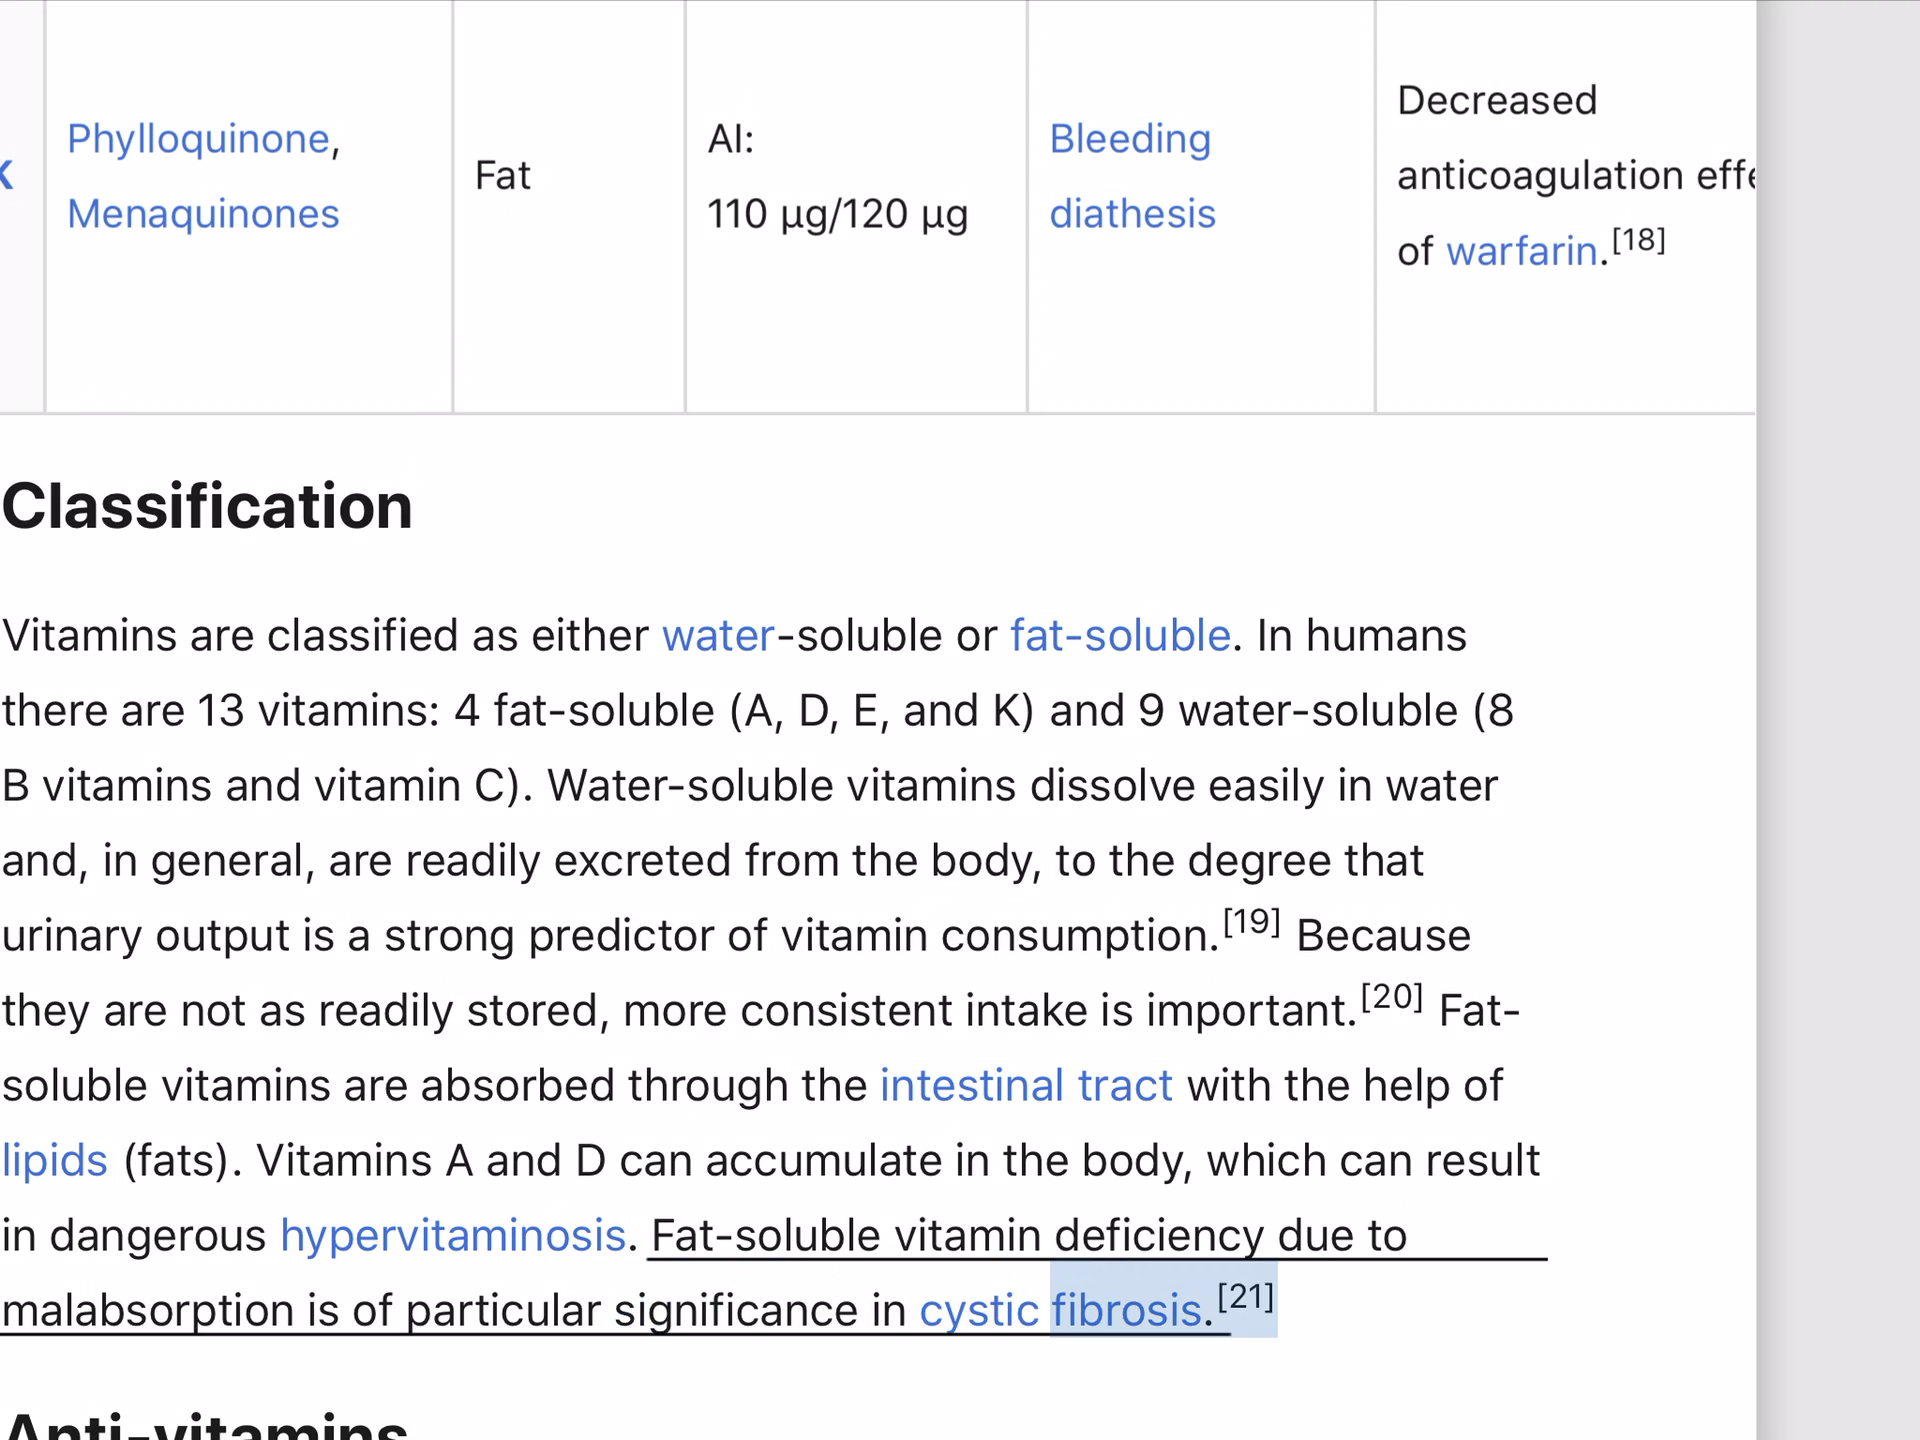 K
Phylloquinone,
Menaquinones
Fat
AI:
110 µg/120 µg
Bleeding
diathesis
Decreased
anticoagulation effe
of warfarin.[18]
Classification
Vitamins are classified as either water-soluble or fat-soluble. In humans
there are 13 vitamins: 4 fat-soluble (A, D, E, and K) and 9 water-soluble (8
B vitamins and vitamin C). Water-soluble vitamins dissolve easily in water
and, in general, are readily excreted from the body, to the degree that
urinary output is a strong predictor of vitamin consumption.[19] Because
they are not as readily stored, more consistent intake is important.[20] Fat-
soluble vitamins are absorbed through the intestinal tract with the help of
lipids (fats). Vitamins A and D can accumulate in the body, which can result
in dangerous hypervitaminosis. Fat-soluble vitamin deficiency due to
malabsorption is of particular significance in cystic fibrosis.[21]
Anti-vitamins